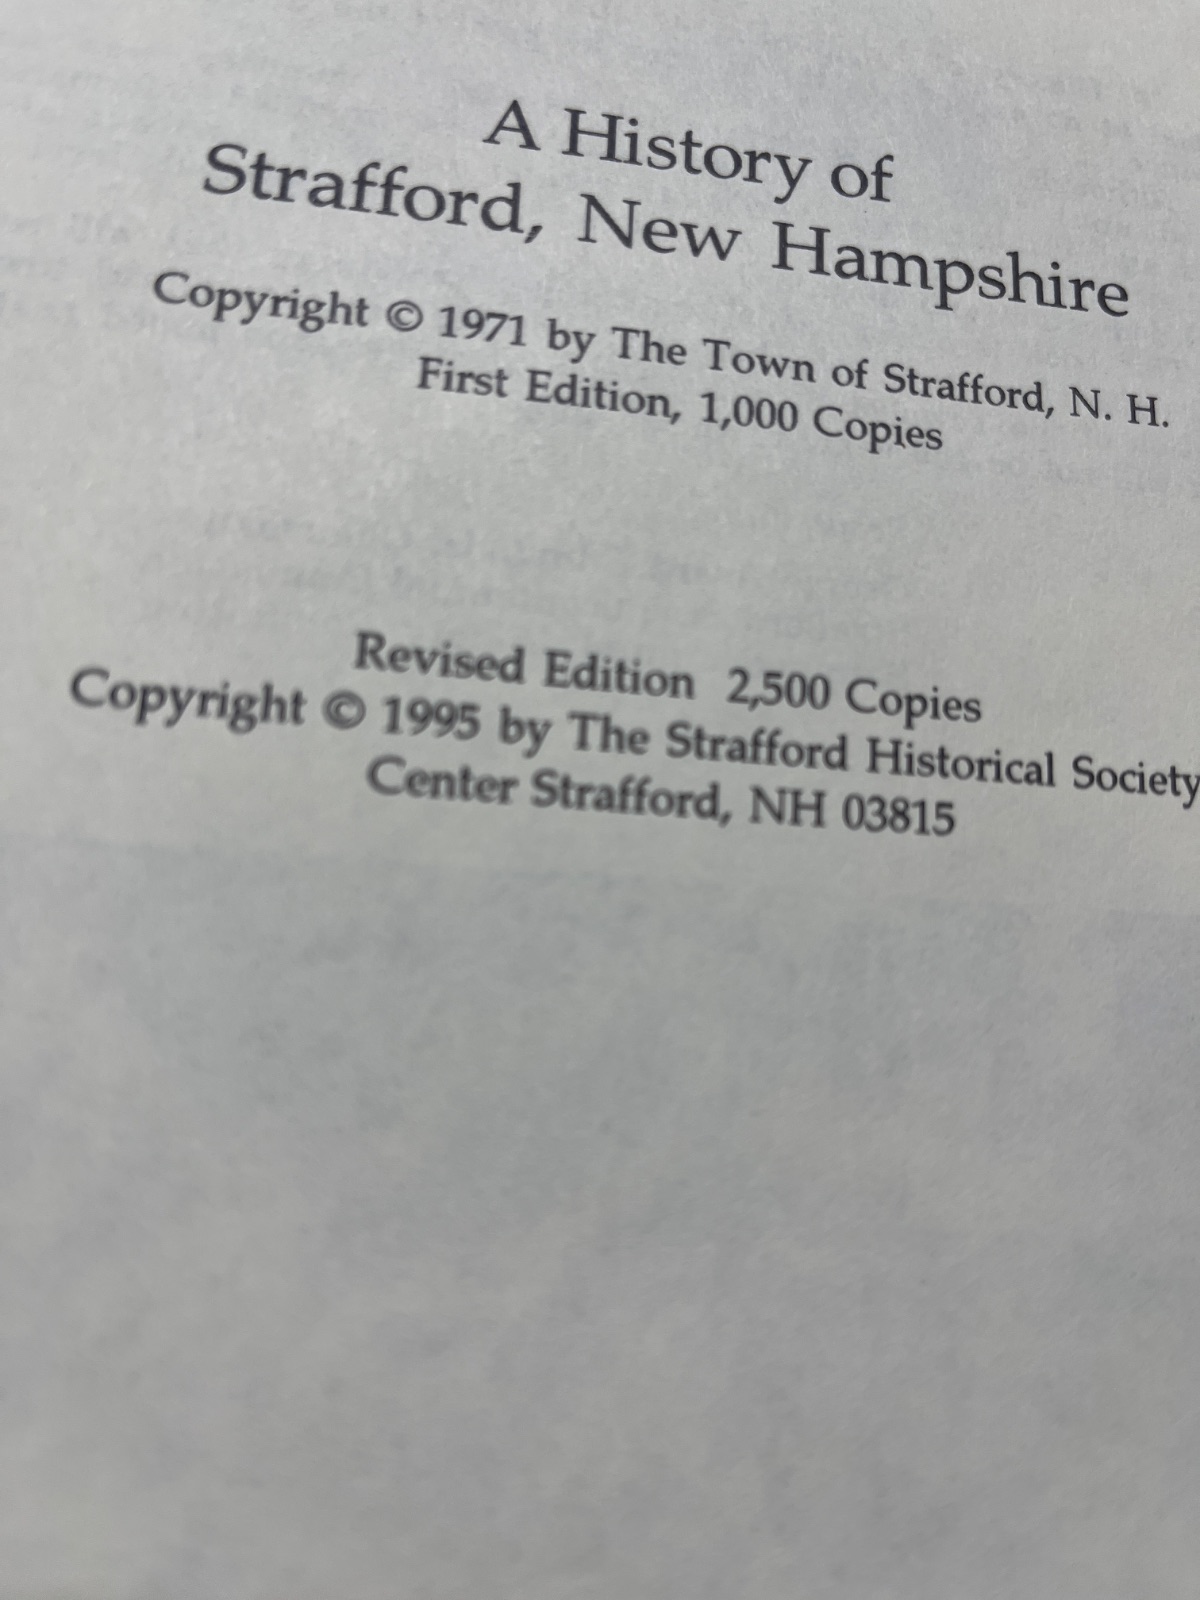 A History of
Strafford, New Hampshire
Copyright © 1971 by The Town of Strafford, N. H.
First Edition, 1,000 Copies
Revised Edition 2,500 Copies
Copyright © 1995 by The Strafford Historical Society
Center Strafford, NH 03815